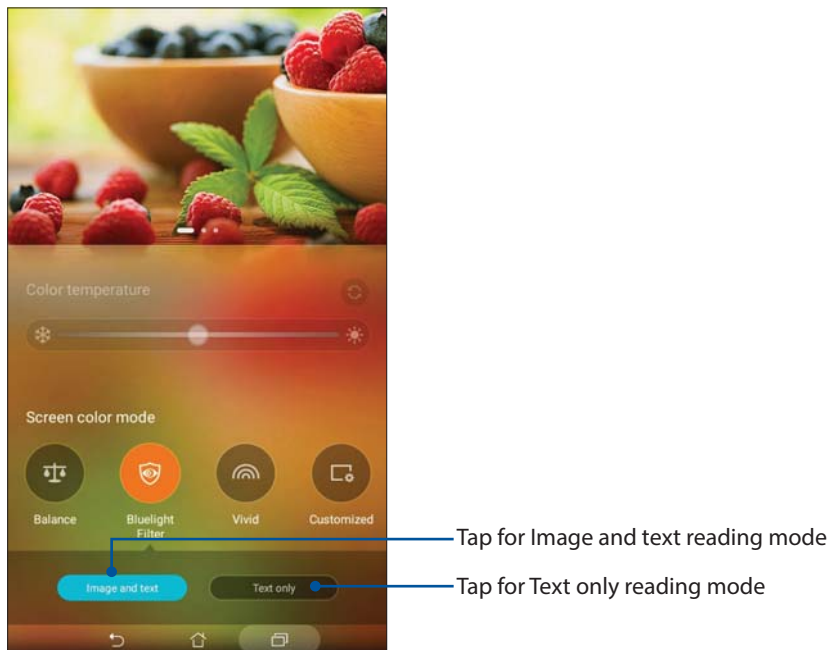 Color temperature
Screen color mode
Balance
Bluelight
Filter
Vivid
Customized
Tap for Image and text reading mode
Image and text
Text only
Tap for Text only reading mode